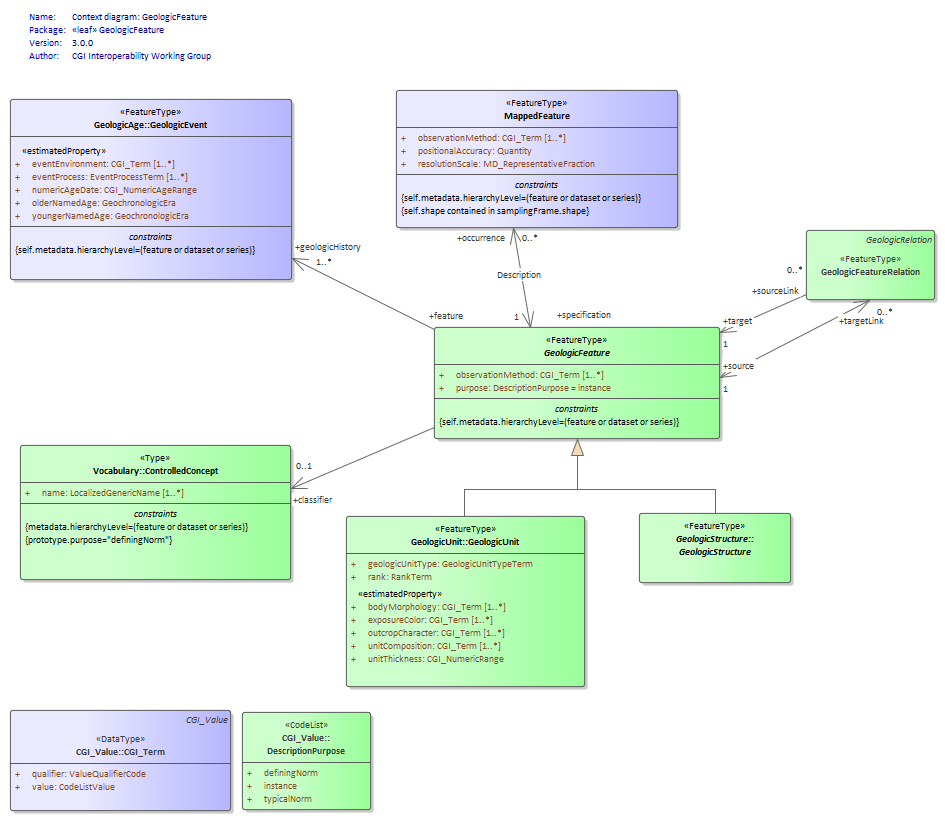 Name: Context diagram: GeologicFeature
Package: «leaf» GeologicFeature
Version: 3.0.0
Author: CGI Interoperability Working Group
«FeatureType»
GeologicAge::GeologicEvent
«estimatedProperty»
+ eventEnvironment: CGI_Term [1..*]
+ eventProcess: EventProcessTerm [1..*]
+ numericAgeDate: CGI_NumericAgeRange
+ olderNamedAge: GeochronologicEra
+ youngerNamedAge: GeochronologicEra
constraints
{self.metadata.hierarchyLevel=(feature or dataset or series)}
«FeatureType»
MappedFeature
+ observationMethod: CGI_Term [1..*]
+ positionalAccuracy: Quantity
+ resolutionScale: MD_RepresentativeFraction
constraints
{self.metadata.hierarchyLevel=(feature or dataset or series)}
{self.shape contained in samplingFrame.shape}
GeologicRelation
«FeatureType»
GeologicFeatureRelation
+geologicHistory
1..*
+occurrence
0..*
Description
0..*
+sourceLink
0..*
+targetLink
+feature
1
+specification
+target
1
+source
1
«FeatureType»
GeologicFeature
+ observationMethod: CGI_Term [1..*]
+ purpose: DescriptionPurpose = instance
constraints
{self.metadata.hierarchyLevel=(feature or dataset or series)}
0..1
+classifier
«Type»
Vocabulary::ControlledConcept
+ name: LocalizedGenericName [1..*]
constraints
{metadata.hierarchyLevel=(feature or dataset or series)}
{prototype.purpose="definingNorm"}
«FeatureType»
GeologicUnit::GeologicUnit
+ geologicUnitType: GeologicUnitTypeTerm
+ rank: RankTerm
«estimatedProperty»
+ bodyMorphology: CGI_Term [1..*]
+ exposureColor: CGI_Term [1..*]
+ outcropCharacter: CGI_Term [1..*]
+ unitComposition: CGI_Term [1..*]
+ unitThickness: CGI_NumericRange
«FeatureType»
GeologicStructure::
GeologicStructure
CGI_Value
«DataType»
CGI_Value::CGI_Term
+ qualifier: ValueQualifierCode
+ value: CodeListValue
«CodeList»
CGI_Value::
DescriptionPurpose
+ definingNorm
+ instance
+ typicalNorm